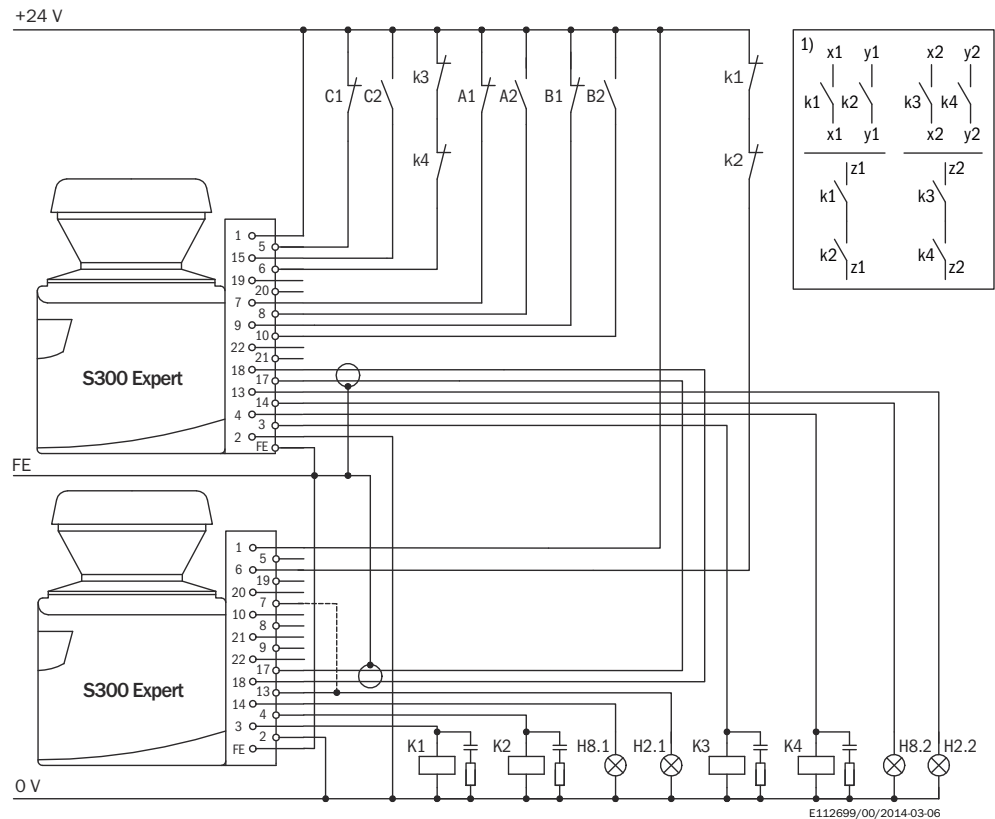 +24 V
C1
C2
k3
k4
A1
A2
B1
B2
k1
k2
1)
x1 y1
k1 k2
x1 y1
x2 y2
k3 k4
x2 y2
z1
k1
k2
z1
z2
k3
k4
z2
S300 Expert
1
5
15
6
19
20
7
8
9
10
22
21
18
17
13
14
4
3
2
FE
FE
S300 Expert
1
5
6
19
20
7
10
8
21
9
22
17
18
13
14
4
3
2
FE
K1
K2
H8.1
H2.1
K3
K4
H8.2
H2.2
0 V
E112699/00/2014-03-06